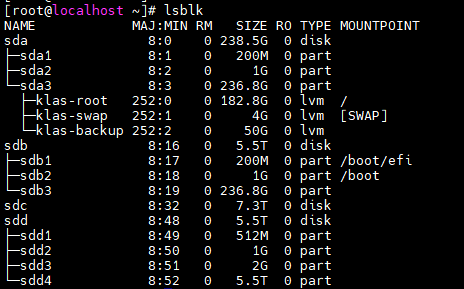 [root@localhost ~]# lsblk
NAME            MAJ:MIN RM   SIZE RO TYPE MOUNTPOINT
sda               8:0    0 238.5G  0 disk
├─sda1            8:1    0   200M  0 part
├─sda2            8:2    0     1G  0 part
└─sda3            8:3    0 236.8G  0 part
  ├─klas-root   252:0    0 182.8G  0 lvm  /
  ├─klas-swap   252:1    0     4G  0 lvm  [SWAP]
  └─klas-backup 252:2    0    50G  0 lvm
sdb               8:16   0   5.5T  0 disk
├─sdb1            8:17   0   200M  0 part /boot/efi
├─sdb2            8:18   0     1G  0 part /boot
└─sdb3            8:19   0 236.8G  0 part
sdc               8:32   0   7.3T  0 disk
sdd               8:48   0   5.5T  0 disk
├─sdd1            8:49   0   512M  0 part
├─sdd2            8:50   0     1G  0 part
├─sdd3            8:51   0     2G  0 part
└─sdd4            8:52   0   5.5T  0 part